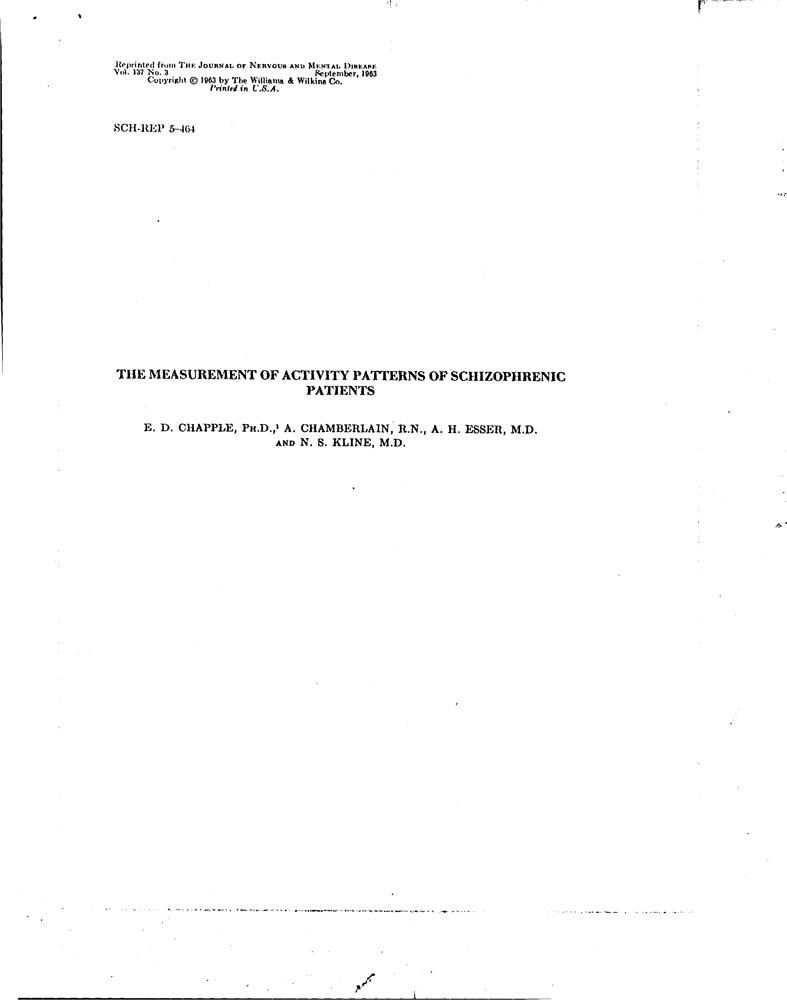 Reprinted from THE JOURNAL OF NERVOUS AND MENTAL DISEASE
Vol. 137 No. 3 September, 1963
Copyright © 1963 by The Williams & Wilkins Co.
Printed in U.S.A.
SCH-REP 5-464
THE MEASUREMENT OF ACTIVITY PATTERNS OF SCHIZOPHRENIC
PATIENTS
E. D. CHAPPLE, PH.D.,¹ A. CHAMBERLAIN, R.N., A. H. ESSER, M.D.
AND N. S. KLINE, M.D.